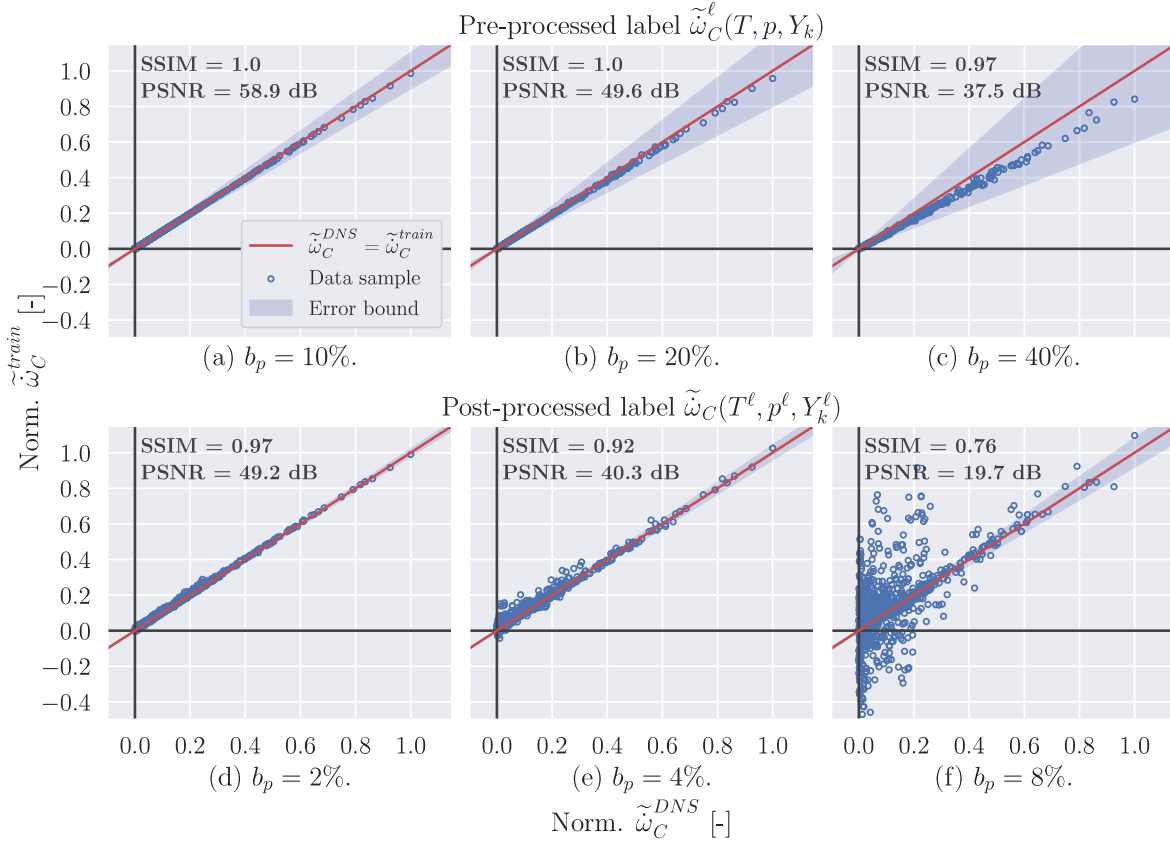 Pre-processed label $\widetilde{\dot{\omega}}_C^{\ell}(T, p, Y_k)$
SSIM = 1.0
PSNR = 58.9 dB
SSIM = 1.0
PSNR = 49.6 dB
SSIM = 0.97
PSNR = 37.5 dB
1.0
0.8
0.6
0.4
0.2
0.0
−0.2
−0.4
$\widetilde{\dot{\omega}}_C^{DNS} = \widetilde{\dot{\omega}}_C^{train}$
Data sample
Error bound
(a) $b_p$ = 10%.
(b) $b_p$ = 20%.
(c) $b_p$ = 40%.
Norm. $\widetilde{\dot{\omega}}_C^{train}$ [-]
Post-processed label $\widetilde{\dot{\omega}}_C(T^{\ell}, p^{\ell}, Y_k^{\ell})$
SSIM = 0.97
PSNR = 49.2 dB
SSIM = 0.92
PSNR = 40.3 dB
SSIM = 0.76
PSNR = 19.7 dB
1.0
0.8
0.6
0.4
0.2
0.0
−0.2
−0.4
0.0 0.2 0.4 0.6 0.8 1.0
0.0 0.2 0.4 0.6 0.8 1.0
0.0 0.2 0.4 0.6 0.8 1.0
(d) $b_p$ = 2%.
(e) $b_p$ = 4%.
(f) $b_p$ = 8%.
Norm. $\widetilde{\dot{\omega}}_C^{DNS}$ [-]